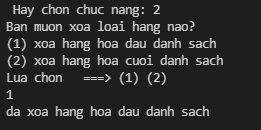 Hay chon chuc nang: 2
Ban muon xoa loai hang nao?
(1) xoa hang hoa dau danh sach
(2) xoa hang hoa cuoi danh sach
Lua chon   ===> (1) (2)
1
da xoa hang hoa dau danh sach